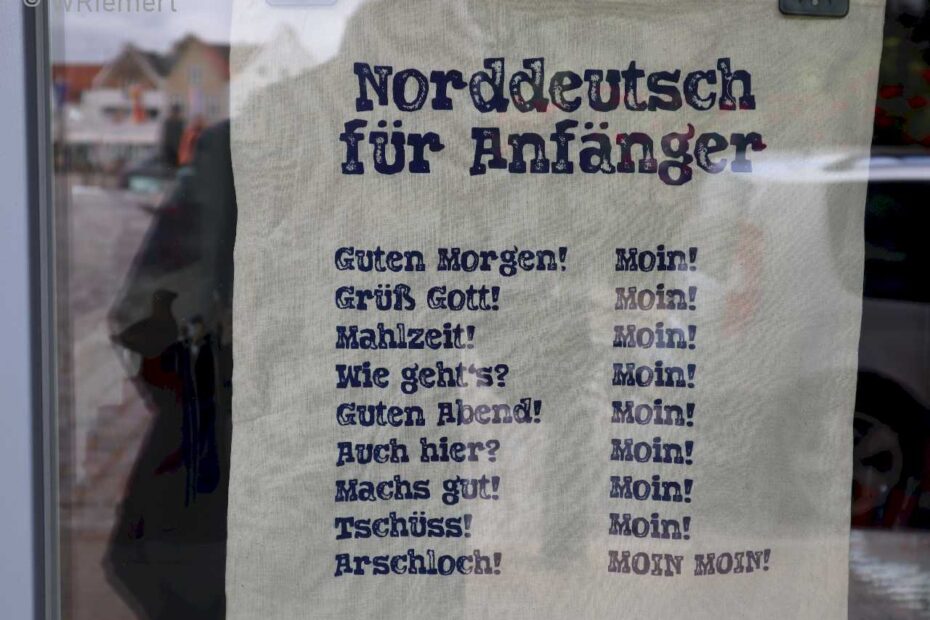 © WRiemert
Norddeutsch
für Anfänger
Guten Morgen! Moin!
Grüß Gott! Moin!
Mahlzeit! Moin!
Wie geht's? Moin!
Guten Abend! Moin!
Auch hier? Moin!
Machs gut! Moin!
Tschüss! Moin!
Arschloch! MOIN MOIN!